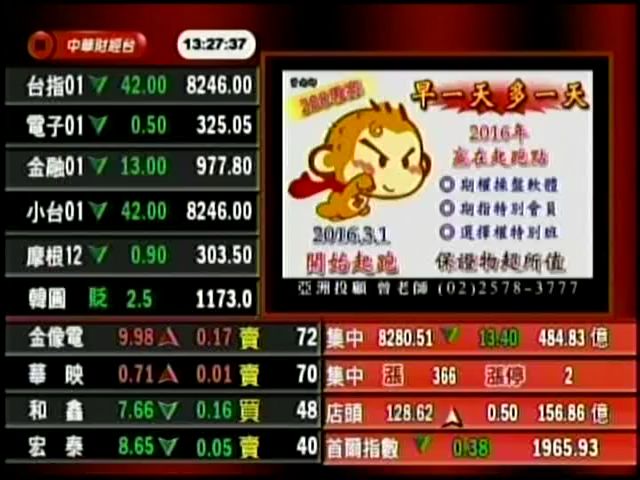 中華財經台 13:27:37
台指01 42.00 8246.00
電子01 0.50 325.05
金融01 13.00 977.80
小台01 42.00 8246.00
摩根12 0.90 303.50
韓圓 貶 2.5 1173.0
早一天 多一天
2016年
贏在起跑點
期權操盤軟體
期指特別會員
選擇權特別班
2016.3.1
開始起跑
保證物超所值
亞洲投顧 曾老師 (02)2578-3777
金像電 9.98 0.17 賣 72
華映 0.71 0.01 賣 70
和鑫 7.66 0.16 買 48
宏泰 8.65 0.05 賣 40
集中 8280.51 13.40 484.83 億
集中 漲 366 漲停 2
店頭 128.62 0.50 156.86 億
首爾指數 0.38 1965.93